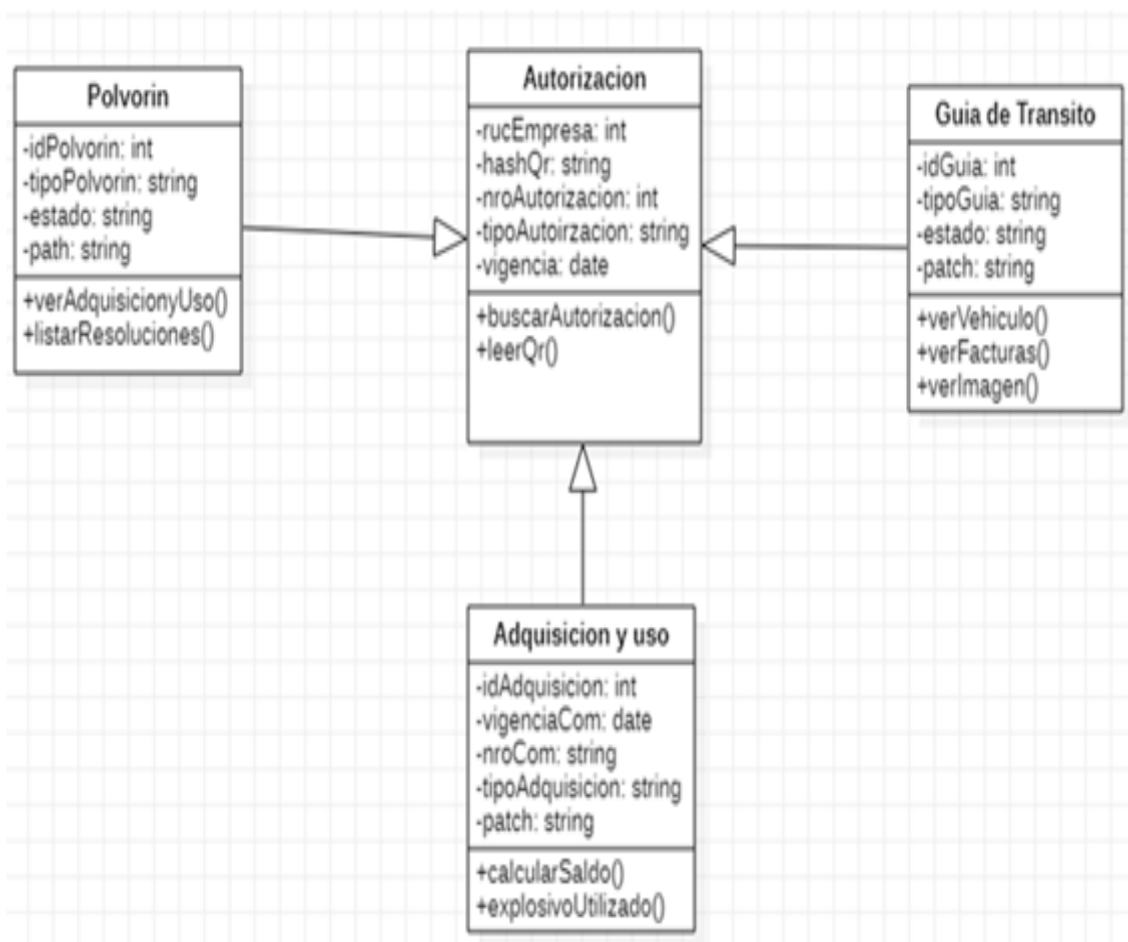 Polvorin
-idPolvorin: int
-tipoPolvorin: string
-estado: string
-path: string
+verAdquisicionyUso()
+listarResoluciones()
Autorizacion
-rucEmpresa: int
-hashQr: string
-nroAutorizacion: int
-tipoAutoirzacion: string
-vigencia: date
+buscarAutorizacion()
+leerQr()
Guia de Transito
-idGuia: int
-tipoGuia: string
-estado: string
-patch: string
+verVehiculo()
+verFacturas()
+verImagen()
Adquisicion y uso
-idAdquisicion: int
-vigenciaCom: date
-nroCom: string
-tipoAdquisicion: string
-patch: string
+calcularSaldo()
+explosivoUtilizado()